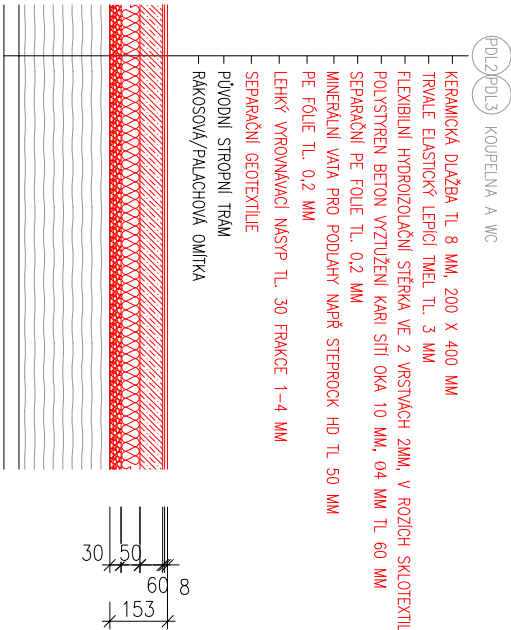 PDL2 PDL3 KOUPELNA A WC
KERAMICKÁ DLAŽBA TL 8 MM, 200 X 400 MM
TRVALE ELASTICKÝ LEPÍCÍ TMEL TL. 3 MM
FLEXIBILNÍ HYDROIZOLAČNÍ STĚRKA VE 2 VRSTVÁCH 2MM, V ROZÍCH SKLOTEXTIL
POLYSTYREN BETON VYZTUŽENÍ KARI SÍTÍ OKA 10 MM, Ø4 MM TL 60 MM
SEPARAČNÍ PE FOLIE TL. 0,2 MM
MINERÁLNÍ VATA PRO PODLAHY NAPŘ STEPROCK HD TL 50 MM
PE FÓLIE TL. 0,2 MM
LEHKÝ VYROVNÁVACÍ NÁSYP TL. 30 FRAKCE 1-4 MM
SEPARAČNÍ GEOTEXTÍLIE
PŮVODNÍ STROPNÍ TRÁM
RÁKOSOVÁ/PALACHOVÁ OMÍTKA
30 50
60 8
153